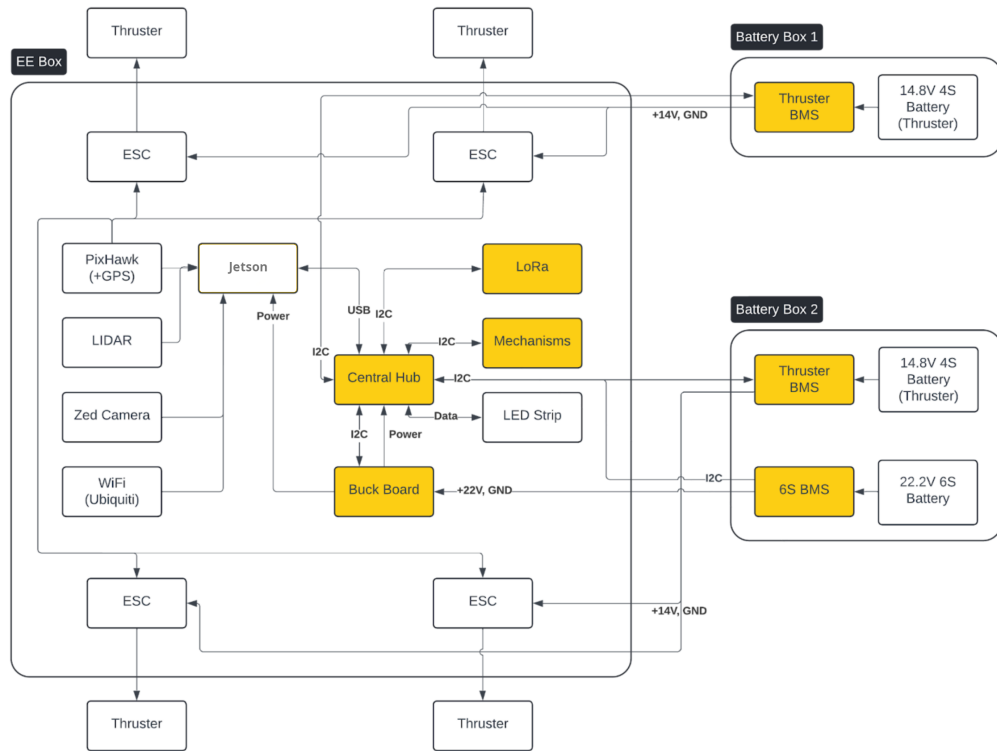 Thruster
Thruster
Battery Box 1
EE Box
14.8V 4S
Battery
(Thruster)
Thruster
BMS
+14V, GND
ESC
ESC
PixHawk
(+GPS)
Jetson
LoRa
Power
USB
I2C
Battery Box 2
LIDAR
I2C
I2C
Mechanisms
14.8V 4S
Battery
(Thruster)
Thruster
BMS
Central Hub
I2C
Zed Camera
Data
LED Strip
I2C
Power
WiFi
(Ubiquiti)
Buck Board
+22V, GND
I2C
6S BMS
22.2V 6S
Battery
ESC
ESC
+14V, GND
Thruster
Thruster